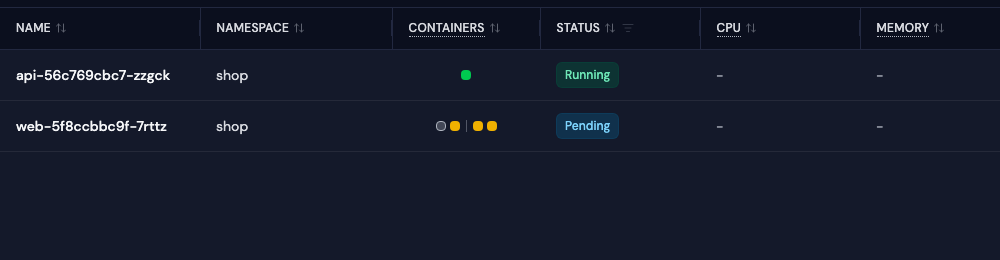 NAME NAMESPACE CONTAINERS STATUS CPU MEMORY
api-56c769cbc7-zzgck shop Running - -
web-5f8ccbbc9f-7rttz shop Pending - -